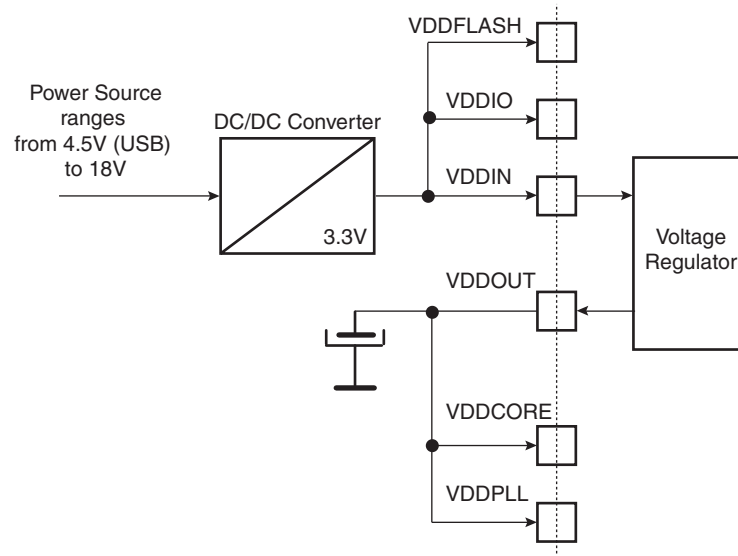 VDDFLASH
Power Source
ranges
from 4.5V (USB)
to 18V
DC/DC Converter
VDDIO
VDDIN
3.3V
Voltage
Regulator
VDDOUT
VDDCORE
VDDPLL